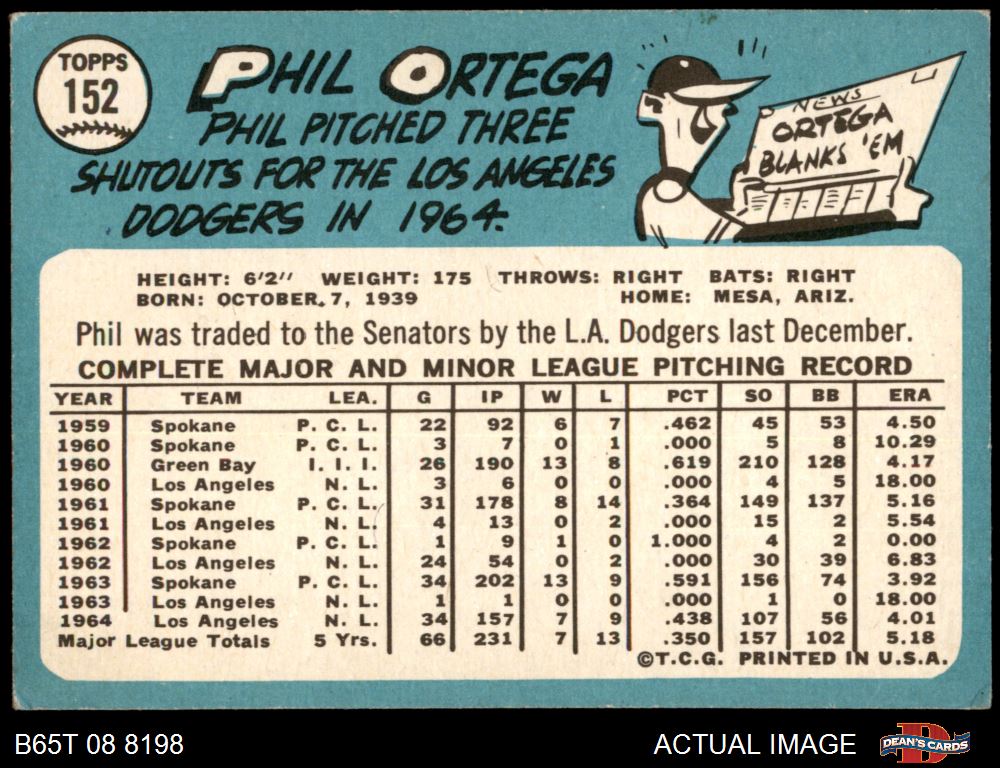 TOPPS
152
PHIL ORTEGA
PHIL PITCHED THREE
SHUTOUTS FOR THE LOS ANGELES
DODGERS IN 1964.
NEWS
ORTEGA
BLANKS 'EM
HEIGHT: 6'2" WEIGHT: 175 THROWS: RIGHT BATS: RIGHT
BORN: OCTOBER 7, 1939 HOME: MESA, ARIZ.
Phil was traded to the Senators by the L.A. Dodgers last December.
COMPLETE MAJOR AND MINOR LEAGUE PITCHING RECORD
YEAR TEAM LEA. G IP W L PCT SO BB ERA
1959 Spokane P. C. L. 22 92 6 7 .462 45 53 4.50
1960 Spokane P. C. L. 3 7 0 1 .000 5 8 10.29
1960 Green Bay I. I. I. 26 190 13 8 .619 210 128 4.17
1960 Los Angeles N. L. 3 6 0 0 .000 4 5 18.00
1961 Spokane P. C. L. 31 178 8 14 .364 149 137 5.16
1961 Los Angeles N. L. 4 13 0 2 .000 15 2 5.54
1962 Spokane P. C. L. 1 9 1 0 1.000 4 2 0.00
1962 Los Angeles N. L. 24 54 0 2 .000 30 39 6.83
1963 Spokane P. C. L. 34 202 13 9 .591 156 74 3.92
1963 Los Angeles N. L. 1 1 0 0 .000 1 0 18.00
1964 Los Angeles N. L. 34 157 7 9 .438 107 56 4.01
Major League Totals 5 Yrs. 66 231 7 13 .350 157 102 5.18
©T.C.G. PRINTED IN U.S.A.
B65T 08 8198 ACTUAL IMAGE DEAN'S CARDS